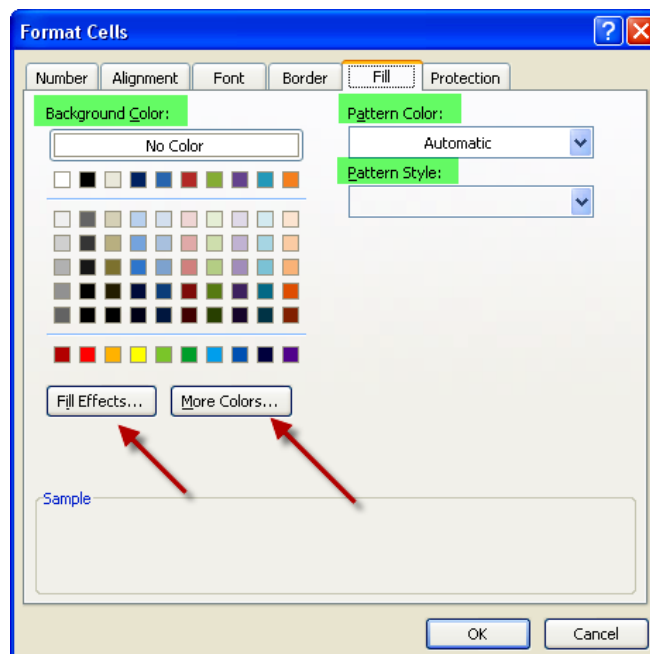 Format Cells
?
Number Alignment Font Border Fill Protection
Background Color:
No Color
Pattern Color:
Automatic
Pattern Style:
Fill Effects... More Colors...
Sample
OK Cancel